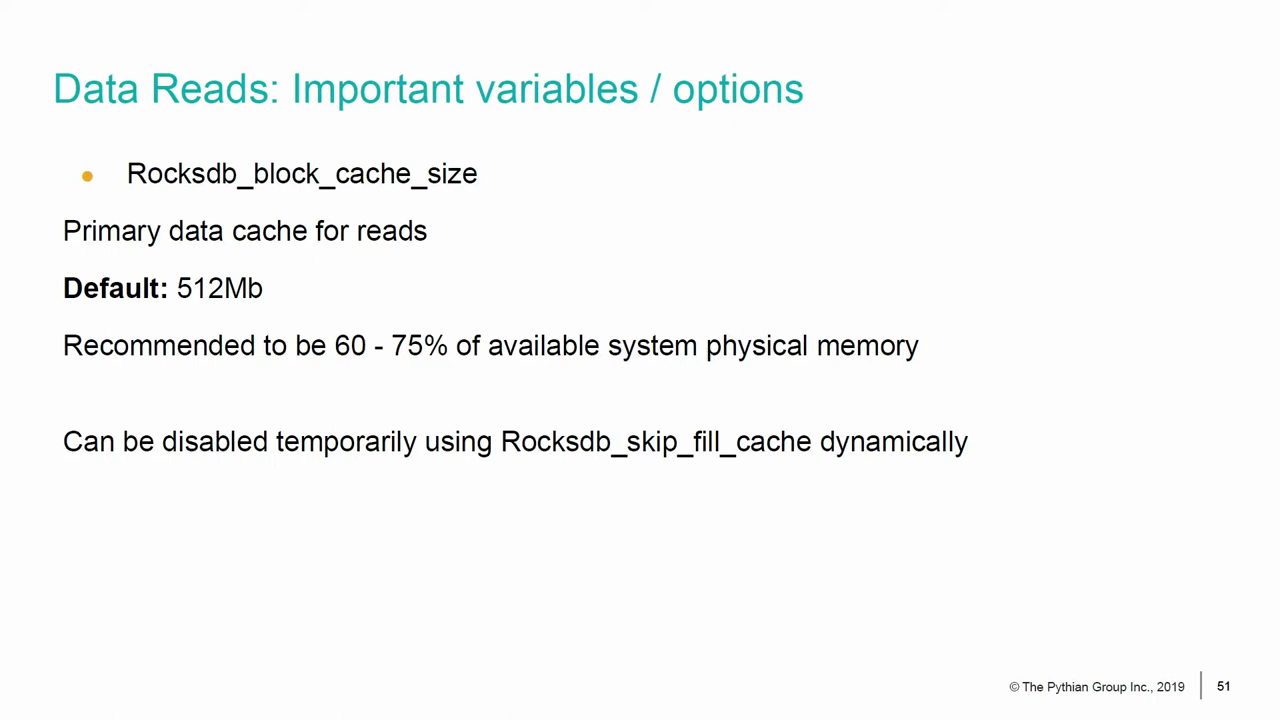 Data Reads: Important variables / options
● Rocksdb_block_cache_size
Primary data cache for reads
Default: 512Mb
Recommended to be 60 - 75% of available system physical memory
Can be disabled temporarily using Rocksdb_skip_fill_cache dynamically
© The Pythian Group Inc., 2019 51